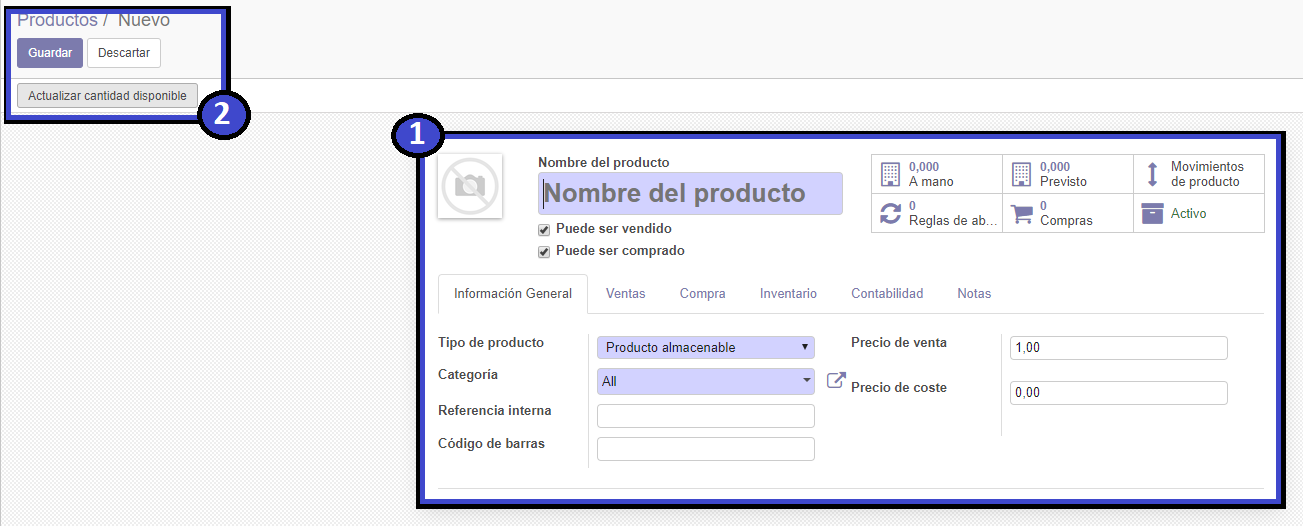 Productos / Nuevo
Guardar Descartar
Actualizar cantidad disponible
2
1
Nombre del producto
Nombre del producto
Puede ser vendido
Puede ser comprado
0,000
A mano
0,000
Previsto
Movimientos
de producto
0
Reglas de ab...
0
Compras
Activo
Información General Ventas Compra Inventario Contabilidad Notas
Tipo de producto Producto almacenable
Categoría All
Referencia interna
Código de barras
Precio de venta 1,00
Precio de coste 0,00